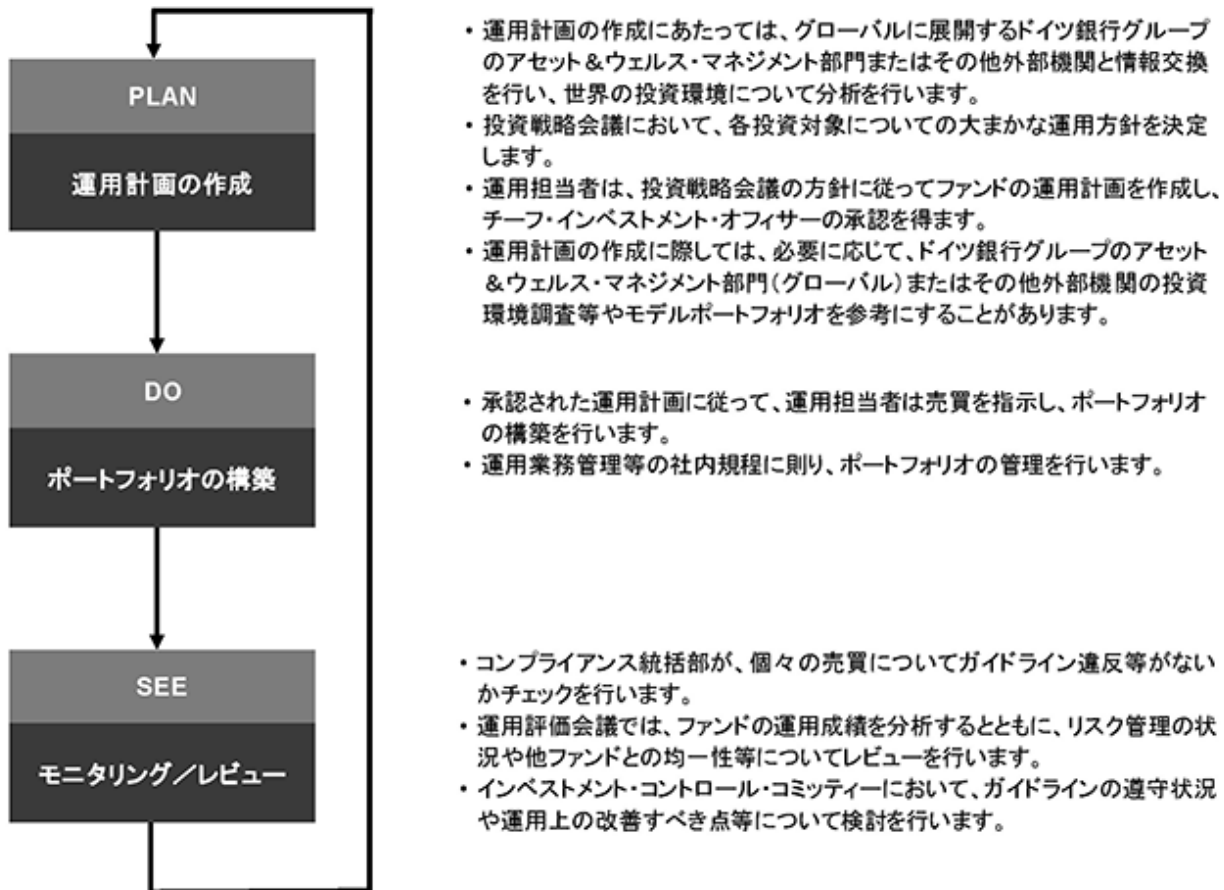 PLAN
運用計画の作成
・運用計画の作成にあたっては、グローバルに展開するドイツ銀行グループ
のアセット＆ウェルス・マネジメント部門またはその他外部機関と情報交換
を行い、世界の投資環境について分析を行います。
・投資戦略会議において、各投資対象についての大まかな運用方針を決定
します。
・運用担当者は、投資戦略会議の方針に従ってファンドの運用計画を作成し、
チーフ・インベストメント・オフィサーの承認を得ます。
・運用計画の作成に際しては、必要に応じて、ドイツ銀行グループのアセット
＆ウェルス・マネジメント部門（グローバル）またはその他外部機関の投資
環境調査等やモデルポートフォリオを参考にすることがあります。
DO
ポートフォリオの構築
・承認された運用計画に従って、運用担当者は売買を指示し、ポートフォリオ
の構築を行います。
・運用業務管理等の社内規程に則り、ポートフォリオの管理を行います。
SEE
モニタリング／レビュー
・コンプライアンス統括部が、個々の売買についてガイドライン違反等がない
かチェックを行います。
・運用評価会議では、ファンドの運用成績を分析するとともに、リスク管理の状
況や他ファンドとの均一性等についてレビューを行います。
・インベストメント・コントロール・コミッティーにおいて、ガイドラインの遵守状況
や運用上の改善すべき点等について検討を行います。